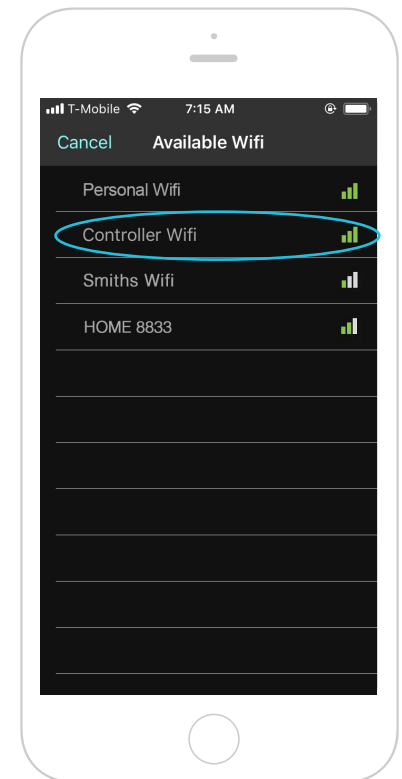 T-Mobile 7:15 AM
Cancel Available Wifi
Personal Wifi
Controller Wifi
Smiths Wifi
HOME 8833